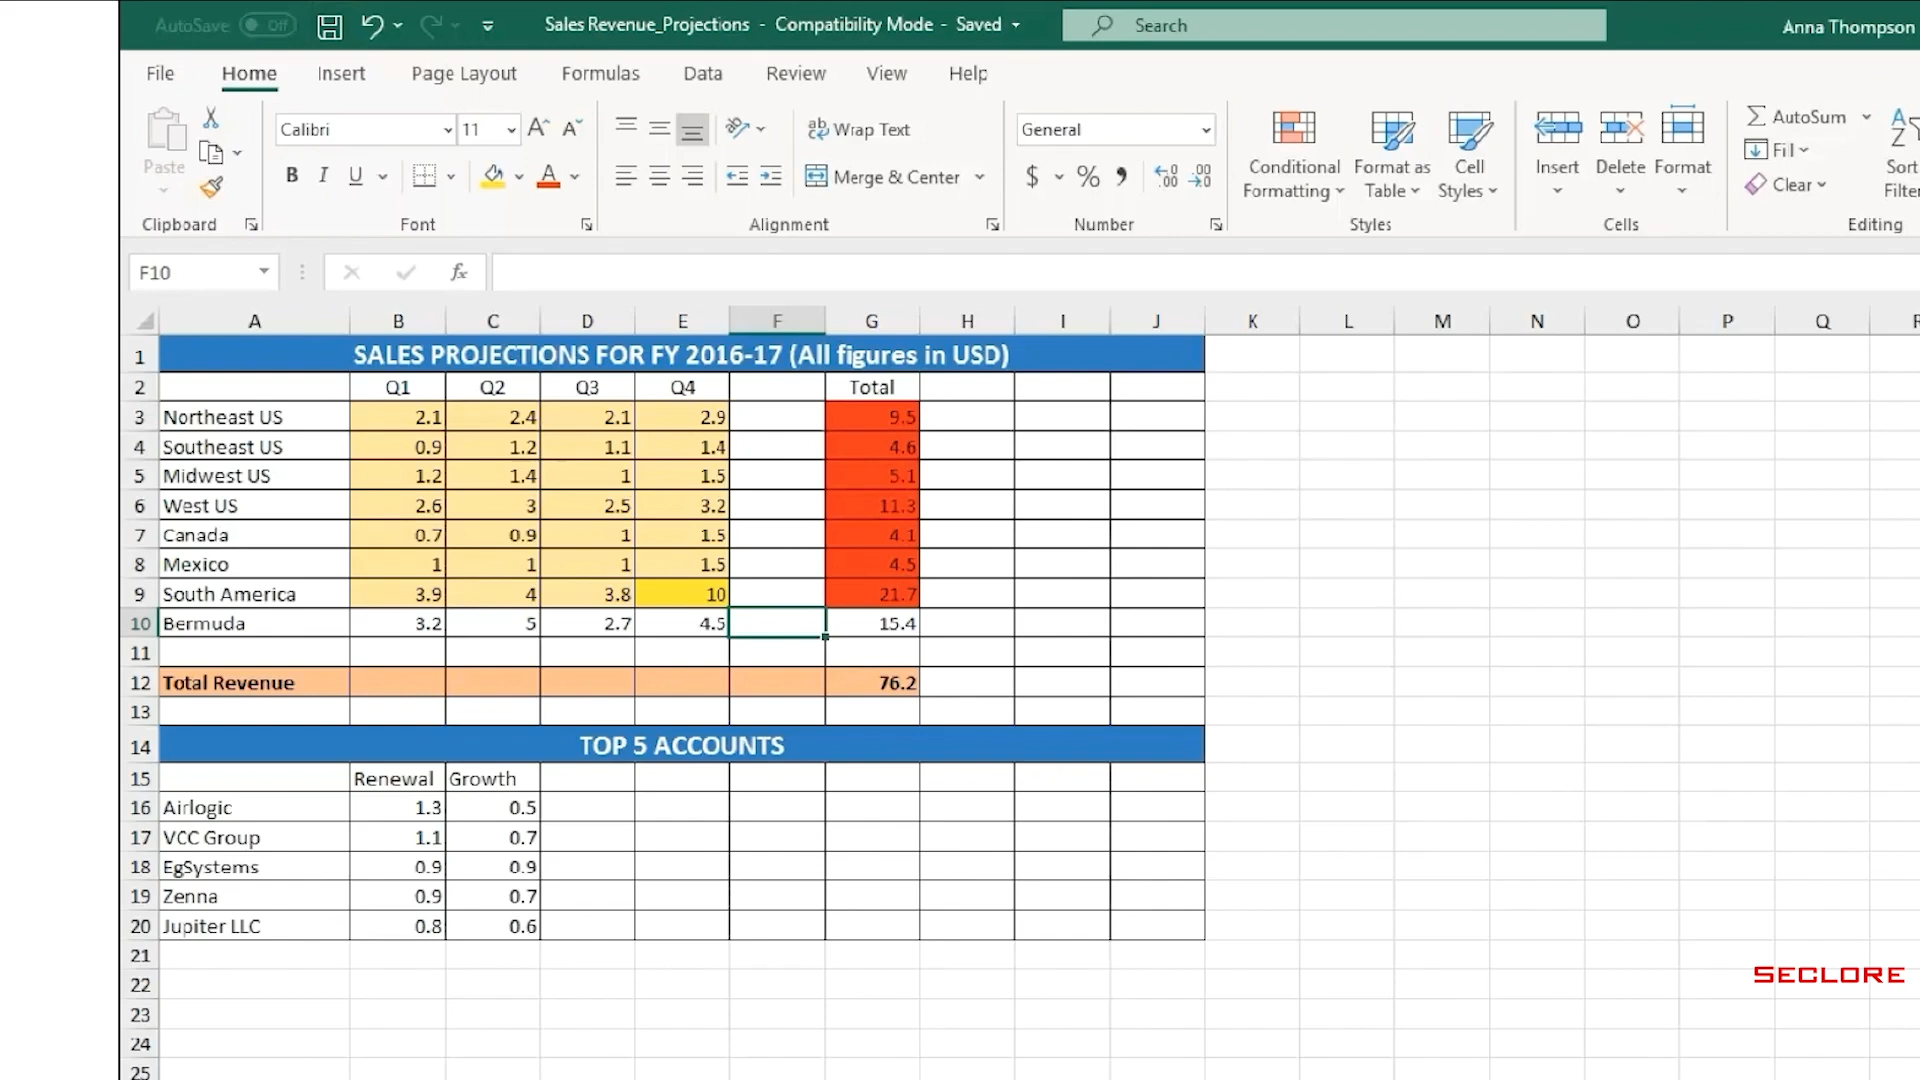 AutoSave Off Sales Revenue_Projections - Compatibility Mode - Saved Search Anna Thompson
File Home Insert Page Layout Formulas Data Review View Help
Paste
Calibri 11 A A
B I U A
ab Wrap Text
Merge & Center
General
$ % , .00 .00
Conditional Formatting
Format as Table
Cell Styles
Insert Delete Format
AutoSum
Fill
Clear
Sort
Filter
Clipboard Font Alignment Number Styles Cells Editing
F10 fx
A B C D E F G H I J K L M N O P Q
1 SALES PROJECTIONS FOR FY 2016-17 (All figures in USD)
2 Q1 Q2 Q3 Q4 Total
3 Northeast US 2.1 2.4 2.1 2.9 9.5
4 Southeast US 0.9 1.2 1.1 1.4 4.6
5 Midwest US 1.2 1.4 1 1.5 5.1
6 West US 2.6 3 2.5 3.2 11.3
7 Canada 0.7 0.9 1 1.5 4.1
8 Mexico 1 1 1 1.5 4.5
9 South America 3.9 4 3.8 10 21.7
10 Bermuda 3.2 5 2.7 4.5 15.4
11
12 Total Revenue 76.2
13
14 TOP 5 ACCOUNTS
15 Renewal Growth
16 Airlogic 1.3 0.5
17 VCC Group 1.1 0.7
18 EgSystems 0.9 0.9
19 Zenna 0.9 0.7
20 Jupiter LLC 0.8 0.6
21
22
23
24
25
SECLORE